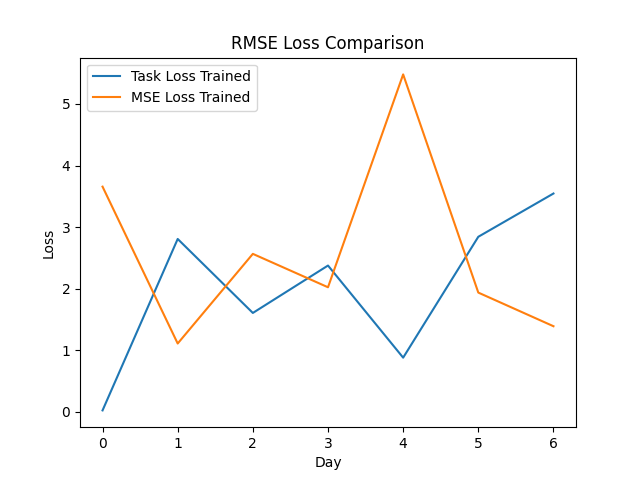 RMSE Loss Comparison
Task Loss Trained
MSE Loss Trained
Loss
5
4
3
2
1
0
0 1 2 3 4 5 6
Day